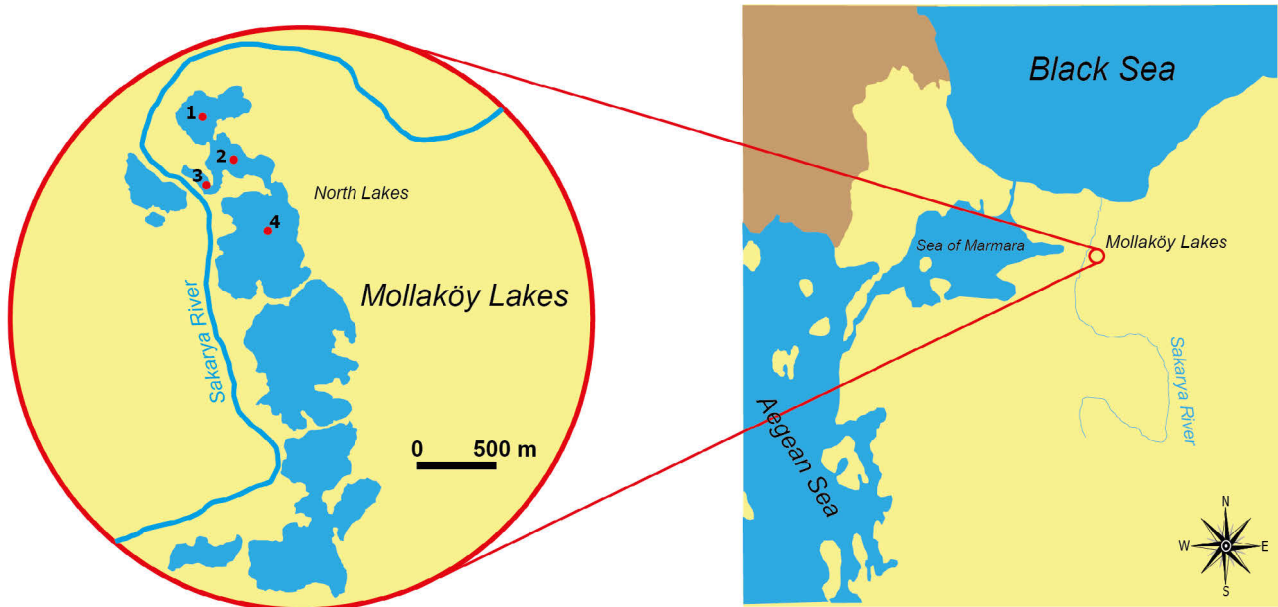 1
2
3
North Lakes
4
Mollaköy Lakes
Sakarya River
0 500 m
Black Sea
Sea of Marmara
Mollaköy Lakes
Sakarya River
Aegean Sea
N
W E
S